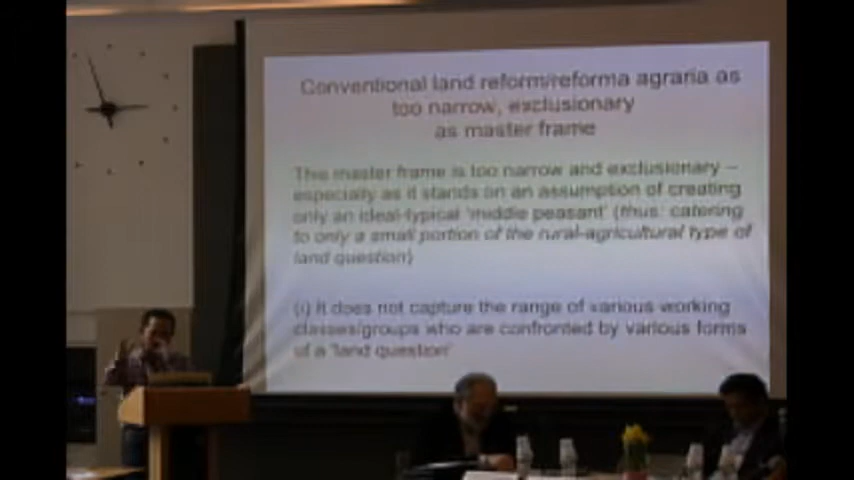 Conventional land reform/reforma agraria as
too narrow, exclusionary
as master frame
This master frame is too narrow and exclusionary –
especially as it stands on an assumption of creating
only an ideal-typical 'middle peasant' (thus: catering
to only a small portion of the rural-agricultural type of
land question)
(i) It does not capture the range of various working
classes/groups who are confronted by various forms
of a 'land question'